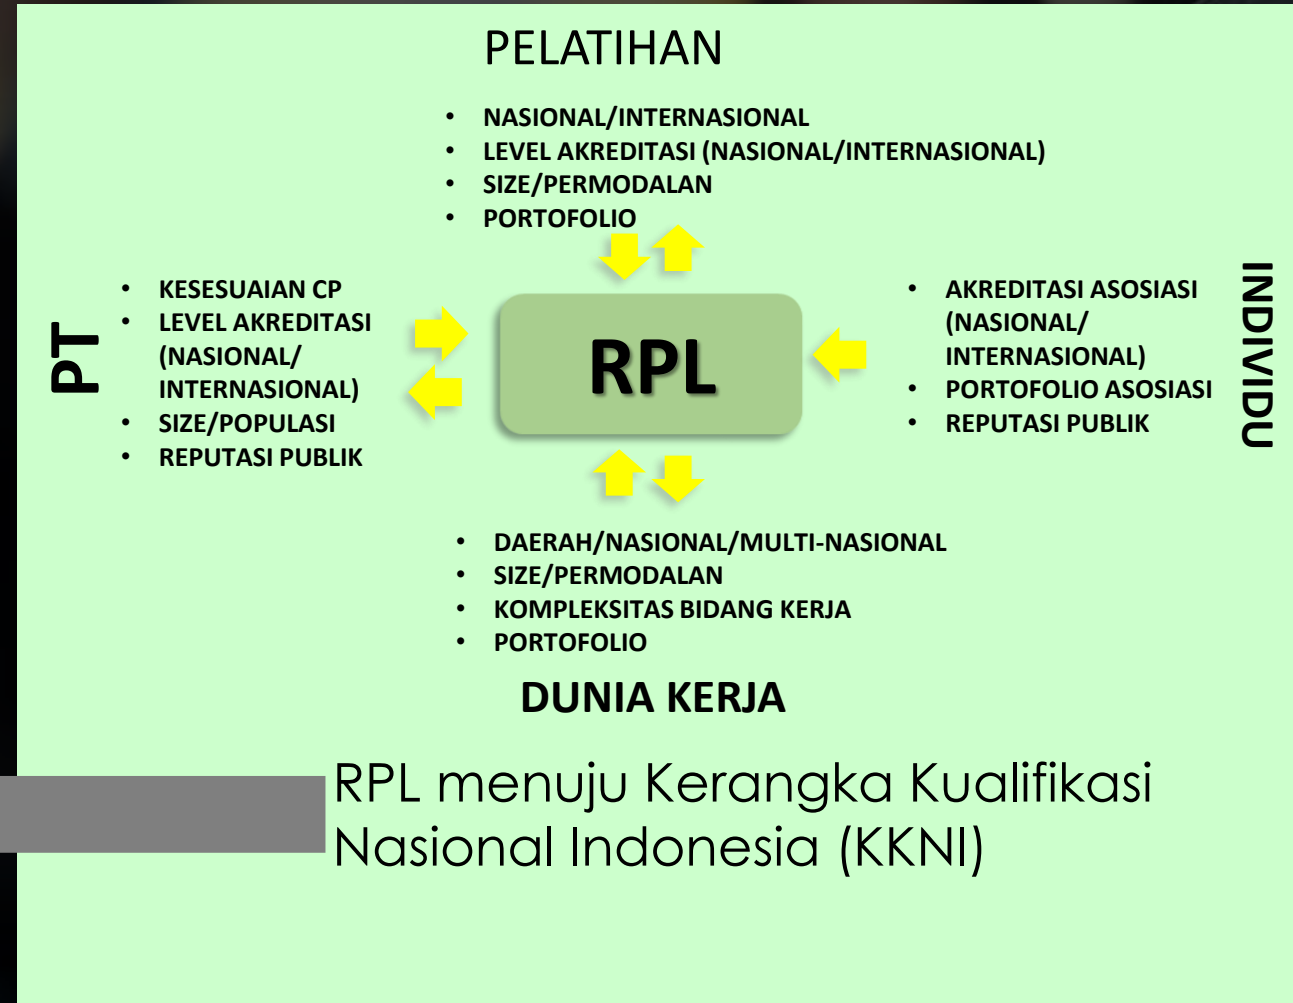 PELATIHAN
• NASIONAL/INTERNASIONAL
• LEVEL AKREDITASI (NASIONAL/INTERNASIONAL)
• SIZE/PERMODALAN
• PORTOFOLIO
PT
• KESESUAIAN CP
• LEVEL AKREDITASI
(NASIONAL/
INTERNASIONAL)
• SIZE/POPULASI
• REPUTASI PUBLIK
RPL
• AKREDITASI ASOSIASI
(NASIONAL/
INTERNASIONAL)
• PORTOFOLIO ASOSIASI
• REPUTASI PUBLIK
INDIVIDU
• DAERAH/NASIONAL/MULTI-NASIONAL
• SIZE/PERMODALAN
• KOMPLEKSITAS BIDANG KERJA
• PORTOFOLIO
DUNIA KERJA
RPL menuju Kerangka Kualifikasi
Nasional Indonesia (KKNI)